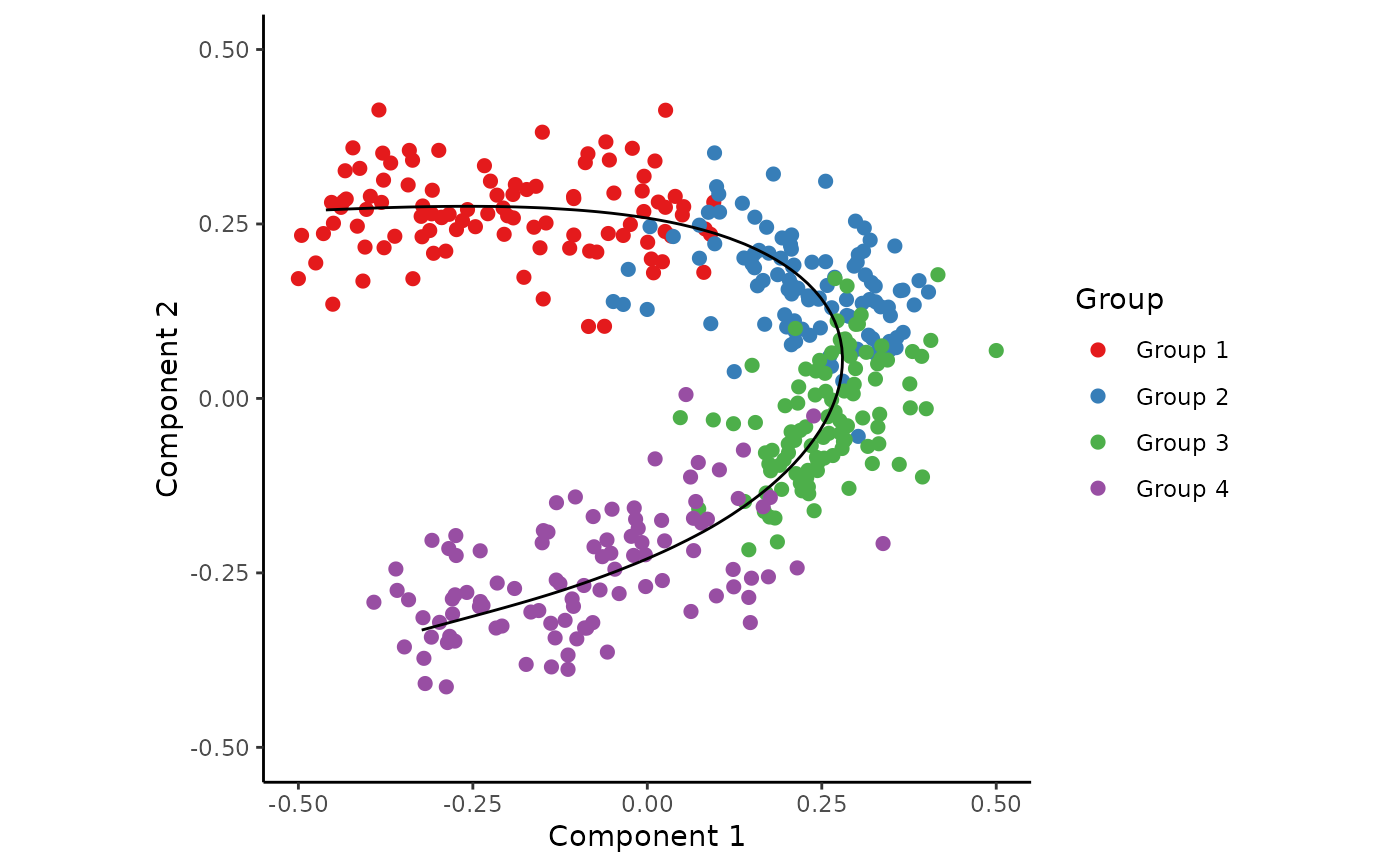 0.50
0.25
0.00
-0.25
-0.50
Component 2
-0.50 -0.25 0.00 0.25 0.50
Component 1
Group
Group 1
Group 2
Group 3
Group 4